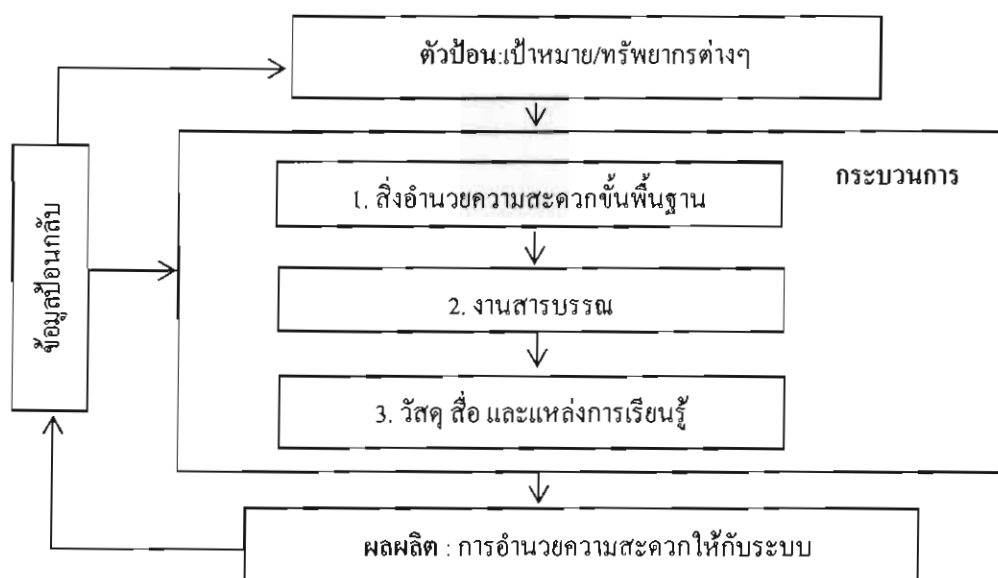 ตัวป้อน:เป้าหมาย/ทรัพยากรต่างๆ
กระบวนการ
1. สิ่งอำนวยความสะดวกขั้นพื้นฐาน
2. งานสารบรรณ
3. วัสดุ สื่อ และแหล่งการเรียนรู้
ข้อมูลป้อนกลับ
ผลผลิต : การอำนวยความสะดวกให้กับระบบ